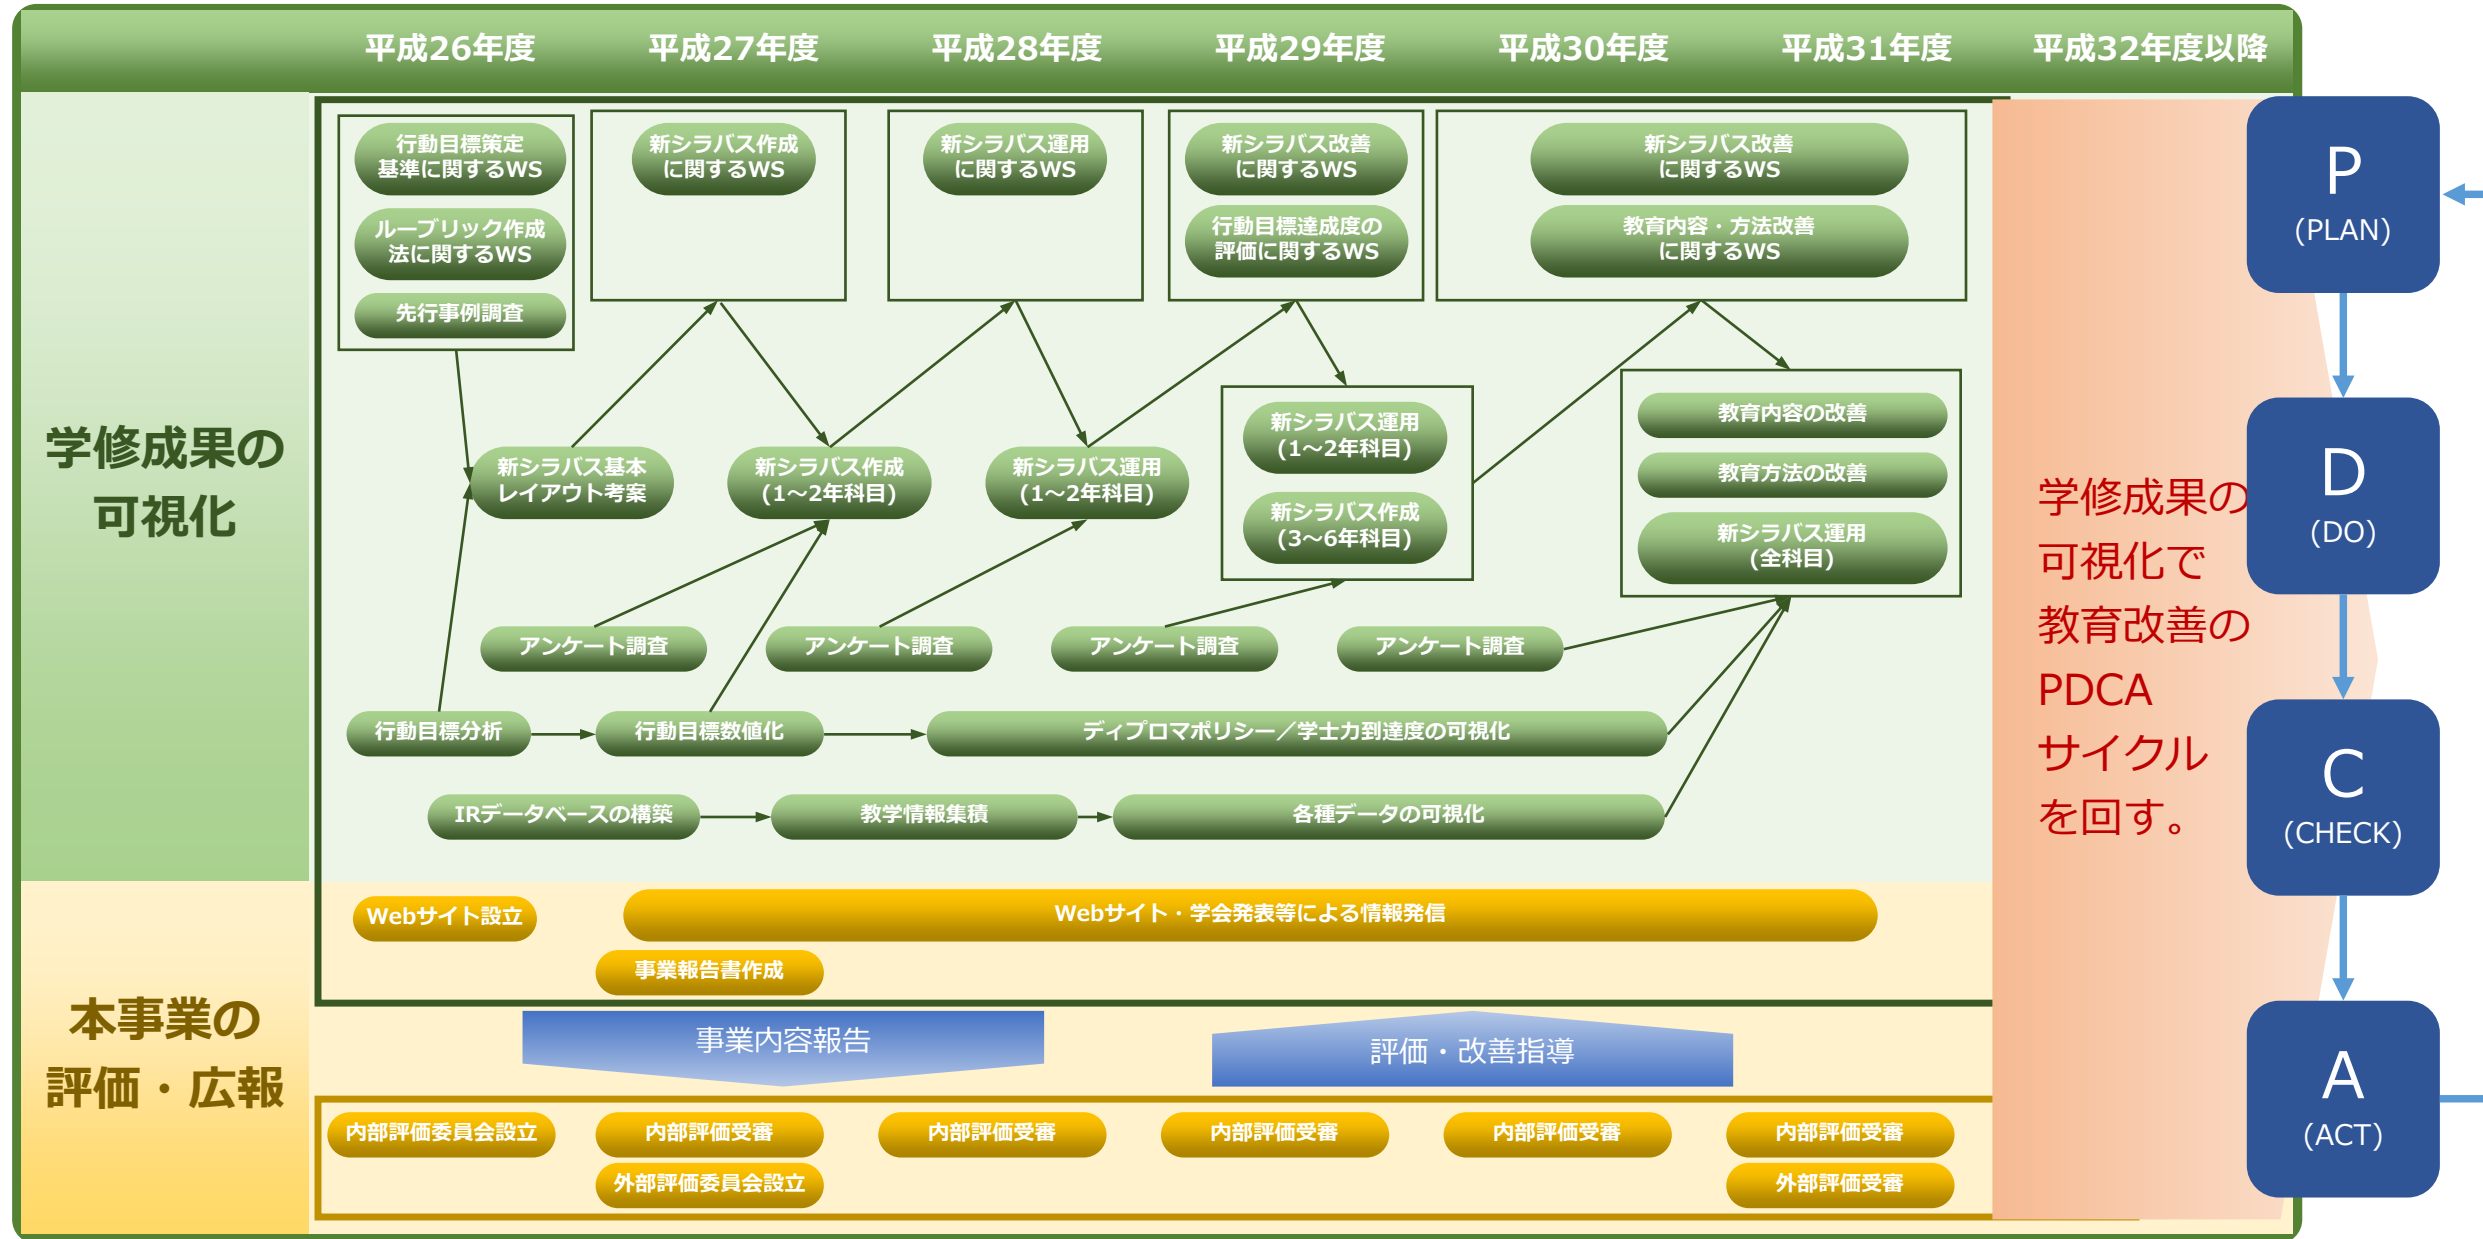 平成26年度
平成27年度
平成28年度
平成29年度
平成30年度
平成31年度
平成32年度以降
学修成果の
可視化
行動目標策定
基準に関するWS
ルーブリック作成
法に関するWS
先行事例調査
新シラバス作成
に関するWS
新シラバス運用
に関するWS
新シラバス改善
に関するWS
行動目標達成度の
評価に関するWS
新シラバス改善
に関するWS
教育内容・方法改善
に関するWS
新シラバス基本
レイアウト考案
新シラバス作成
(1～2年科目)
新シラバス運用
(1～2年科目)
新シラバス運用
(1～2年科目)
新シラバス作成
(3～6年科目)
教育内容の改善
教育方法の改善
新シラバス運用
(全科目)
アンケート調査
アンケート調査
アンケート調査
アンケート調査
行動目標分析
行動目標数値化
ディプロマポリシー／学士力到達度の可視化
IRデータベースの構築
教学情報集積
各種データの可視化
本事業の
評価・広報
Webサイト設立
Webサイト・学会発表等による情報発信
事業報告書作成
事業内容報告
評価・改善指導
内部評価委員会設立
内部評価受審
内部評価受審
内部評価受審
内部評価受審
内部評価受審
外部評価委員会設立
外部評価受審
学修成果の
可視化で
教育改善の
PDCA
サイクル
を回す。
P
(PLAN)
D
(DO)
C
(CHECK)
A
(ACT)